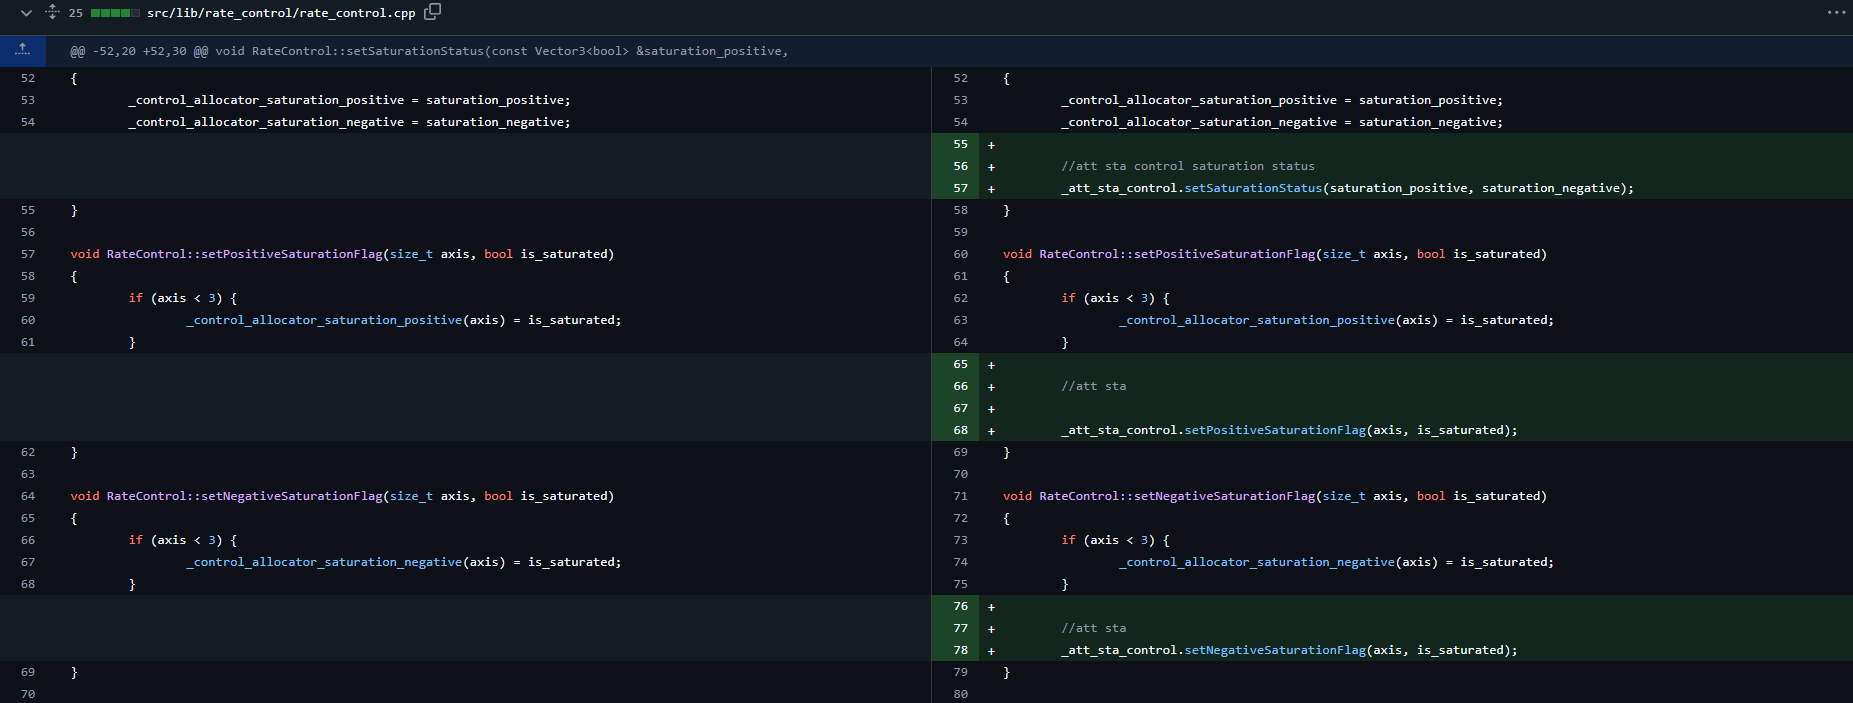 25 src/lib/rate_control/rate_control.cpp
@@ -52,20 +52,30 @@ void RateControl::setSaturationStatus(const Vector3<bool> &saturation_positive,
52 {
53 _control_allocator_saturation_positive = saturation_positive;
54 _control_allocator_saturation_negative = saturation_negative;
55 }
56
57 void RateControl::setPositiveSaturationFlag(size_t axis, bool is_saturated)
58 {
59 if (axis < 3) {
60 _control_allocator_saturation_positive(axis) = is_saturated;
61 }
62 }
63
64 void RateControl::setNegativeSaturationFlag(size_t axis, bool is_saturated)
65 {
66 if (axis < 3) {
67 _control_allocator_saturation_negative(axis) = is_saturated;
68 }
69 }
70
52 {
53 _control_allocator_saturation_positive = saturation_positive;
54 _control_allocator_saturation_negative = saturation_negative;
55 +
56 + //att sta control saturation status
57 + _att_sta_control.setSaturationStatus(saturation_positive, saturation_negative);
58 }
59
60 void RateControl::setPositiveSaturationFlag(size_t axis, bool is_saturated)
61 {
62 if (axis < 3) {
63 _control_allocator_saturation_positive(axis) = is_saturated;
64 }
65 +
66 + //att sta
67 +
68 + _att_sta_control.setPositiveSaturationFlag(axis, is_saturated);
69 }
70
71 void RateControl::setNegativeSaturationFlag(size_t axis, bool is_saturated)
72 {
73 if (axis < 3) {
74 _control_allocator_saturation_negative(axis) = is_saturated;
75 }
76 +
77 + //att sta
78 + _att_sta_control.setNegativeSaturationFlag(axis, is_saturated);
79 }
80